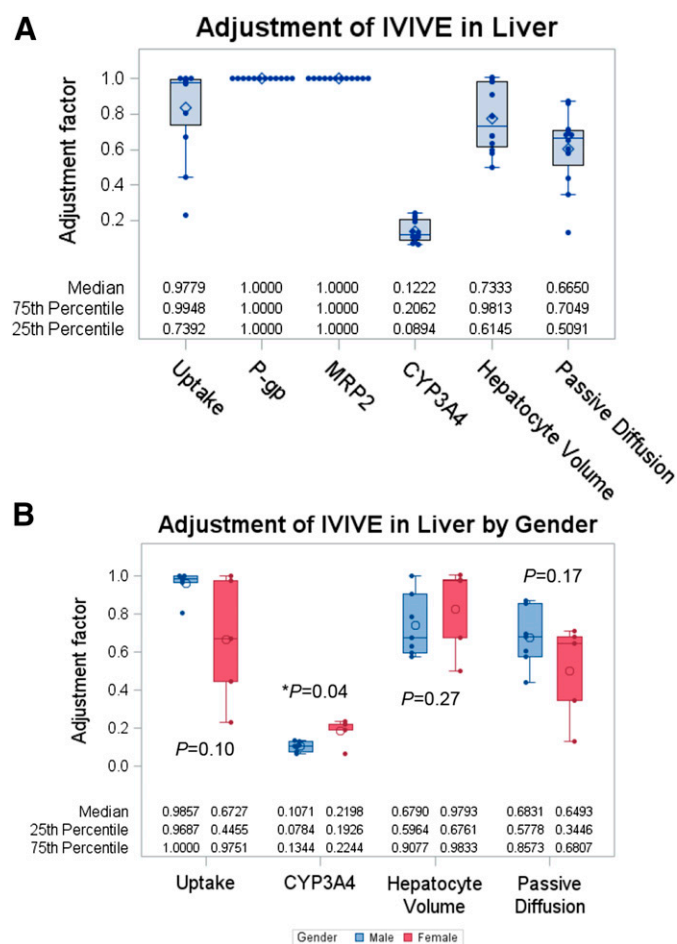 A
Adjustment of IVIVE in Liver
Adjustment factor
1.0
0.8
0.6
0.4
0.2
Median 0.9779 1.0000 1.0000 0.1222 0.7333 0.6650
75th Percentile 0.9948 1.0000 1.0000 0.2062 0.9813 0.7049
25th Percentile 0.7392 1.0000 1.0000 0.0894 0.6145 0.5091
Uptake P-gp MRP2 CYP3A4 Hepatocyte Volume Passive Diffusion
B
Adjustment of IVIVE in Liver by Gender
Adjustment factor
1.0
0.8
0.6
0.4
0.2
0.0
P=0.10
*P=0.04
P=0.27
P=0.17
Median 0.9857 0.6727 0.1071 0.2198 0.6790 0.9793 0.6831 0.6493
25th Percentile 0.9687 0.4455 0.0784 0.1926 0.5964 0.6761 0.5778 0.3446
75th Percentile 1.0000 0.9751 0.1344 0.2244 0.9077 0.9833 0.8573 0.6807
Uptake CYP3A4 Hepatocyte Passive
Volume Diffusion
Gender Male Female